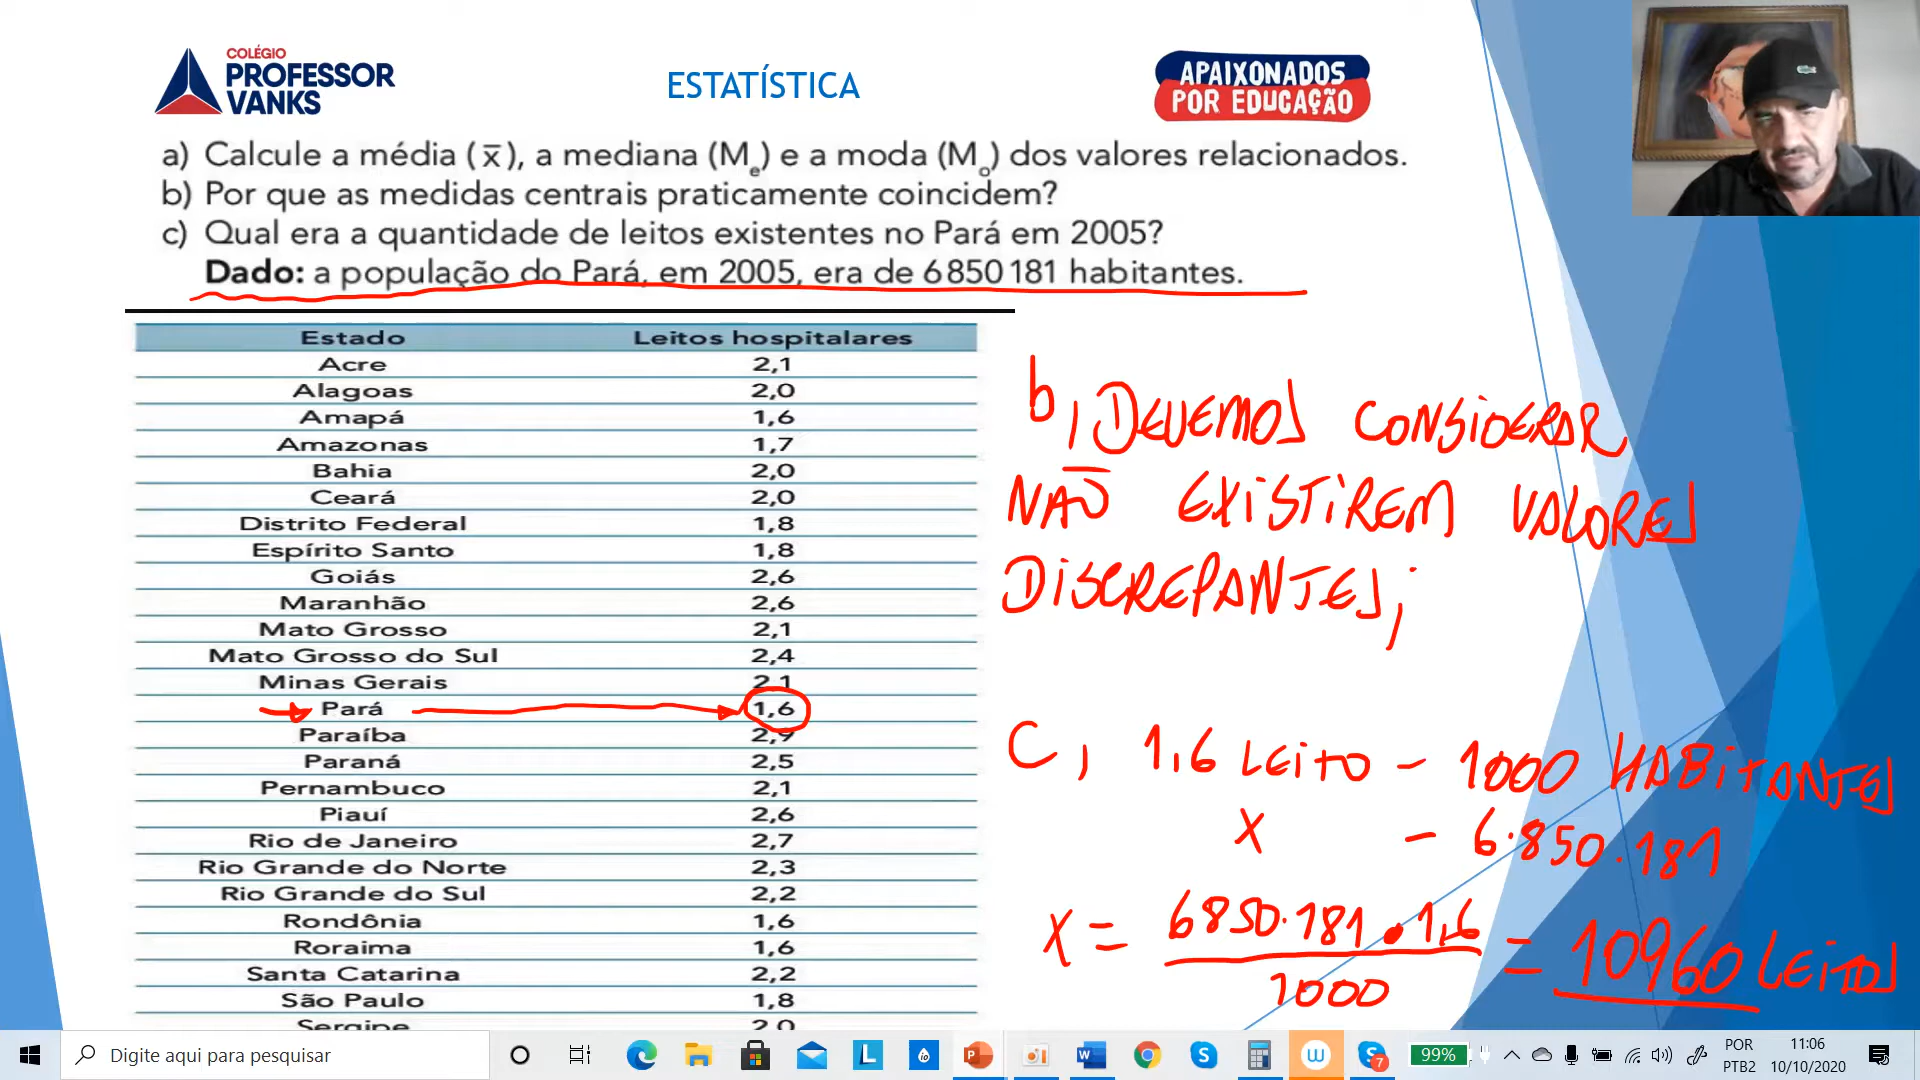 COLÉGIO
PROFESSOR
VANKS
ESTATÍSTICA
APAIXONADOS
POR EDUCAÇÃO
a) Calcule a média (x̅), a mediana (Me) e a moda (Mo) dos valores relacionados.
b) Por que as medidas centrais praticamente coincidem?
c) Qual era a quantidade de leitos existentes no Pará em 2005?
Dado: a população do Pará, em 2005, era de 6 850 181 habitantes.
Estado Leitos hospitalares
Acre 2,1
Alagoas 2,0
Amapá 1,6
Amazonas 1,7
Bahia 2,0
Ceará 2,0
Distrito Federal 1,8
Espírito Santo 1,8
Goiás 2,6
Maranhão 2,6
Mato Grosso 2,1
Mato Grosso do Sul 2,4
Minas Gerais 2,1
Pará 1,6
Paraíba 2,9
Paraná 2,5
Pernambuco 2,1
Piauí 2,6
Rio de Janeiro 2,7
Rio Grande do Norte 2,3
Rio Grande do Sul 2,2
Rondônia 1,6
Roraima 1,6
Santa Catarina 2,2
São Paulo 1,8
Sergipe 2,0
b, DEVEMOS CONSIDERAR
NAO EXISTIREM VALORES
DISCREPANTES;
C, 1,6 LEITO - 1000 HABITANTES
X - 6.850.181
X = 6850.181 . 1,6
1000
= 10960 LEITOS
Digite aqui para pesquisar
L
io
W
7
99%
POR
PTB2
11:06
10/10/2020